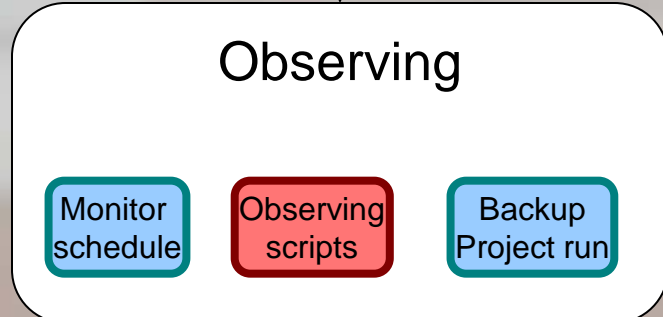 Observing
Monitor
schedule
Observing
scripts
Backup
Project run